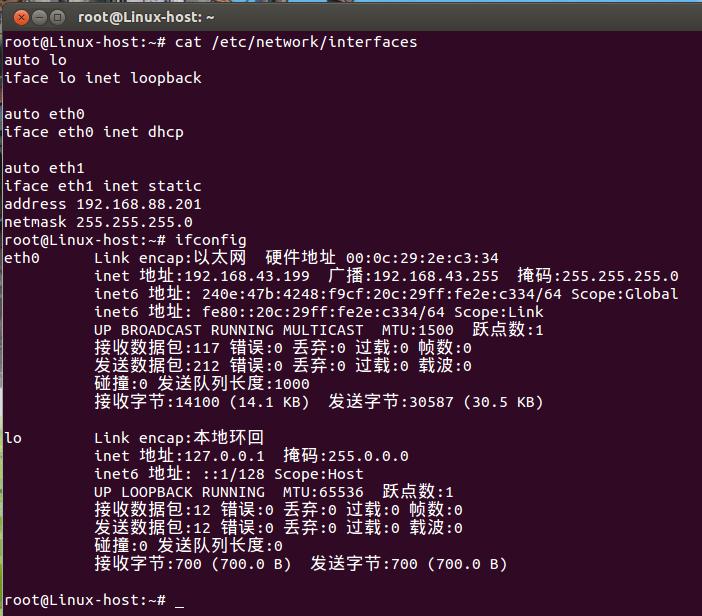 root@Linux-host: ~
root@Linux-host:~# cat /etc/network/interfaces
auto lo
iface lo inet loopback
auto eth0
iface eth0 inet dhcp
auto eth1
iface eth1 inet static
address 192.168.88.201
netmask 255.255.255.0
root@Linux-host:~# ifconfig
eth0 Link encap:以太网 硬件地址 00:0c:29:2e:c3:34
inet 地址:192.168.43.199 广播:192.168.43.255 掩码:255.255.255.0
inet6 地址: 240e:47b:4248:f9cf:20c:29ff:fe2e:c334/64 Scope:Global
inet6 地址: fe80::20c:29ff:fe2e:c334/64 Scope:Link
UP BROADCAST RUNNING MULTICAST MTU:1500 跃点数:1
接收数据包:117 错误:0 丢弃:0 过载:0 帧数:0
发送数据包:212 错误:0 丢弃:0 过载:0 载波:0
碰撞:0 发送队列长度:1000
接收字节:14100 (14.1 KB) 发送字节:30587 (30.5 KB)
lo Link encap:本地环回
inet 地址:127.0.0.1 掩码:255.0.0.0
inet6 地址: ::1/128 Scope:Host
UP LOOPBACK RUNNING MTU:65536 跃点数:1
接收数据包:12 错误:0 丢弃:0 过载:0 帧数:0
发送数据包:12 错误:0 丢弃:0 过载:0 载波:0
碰撞:0 发送队列长度:0
接收字节:700 (700.0 B) 发送字节:700 (700.0 B)
root@Linux-host:~# _